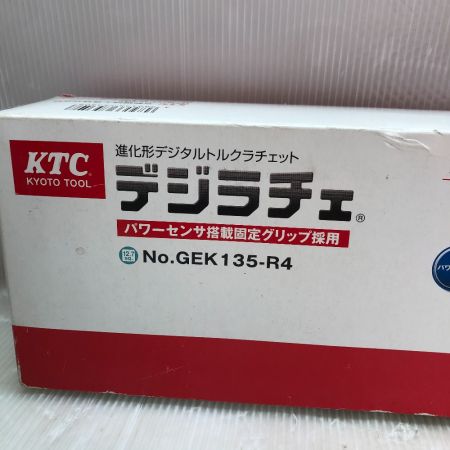 KTC
KYOTO TOOL
進化形デジタルトルクラチェット
デジラチェ®
パワーセンサ搭載固定グリップ採用
No.GEK135-R4
パワ